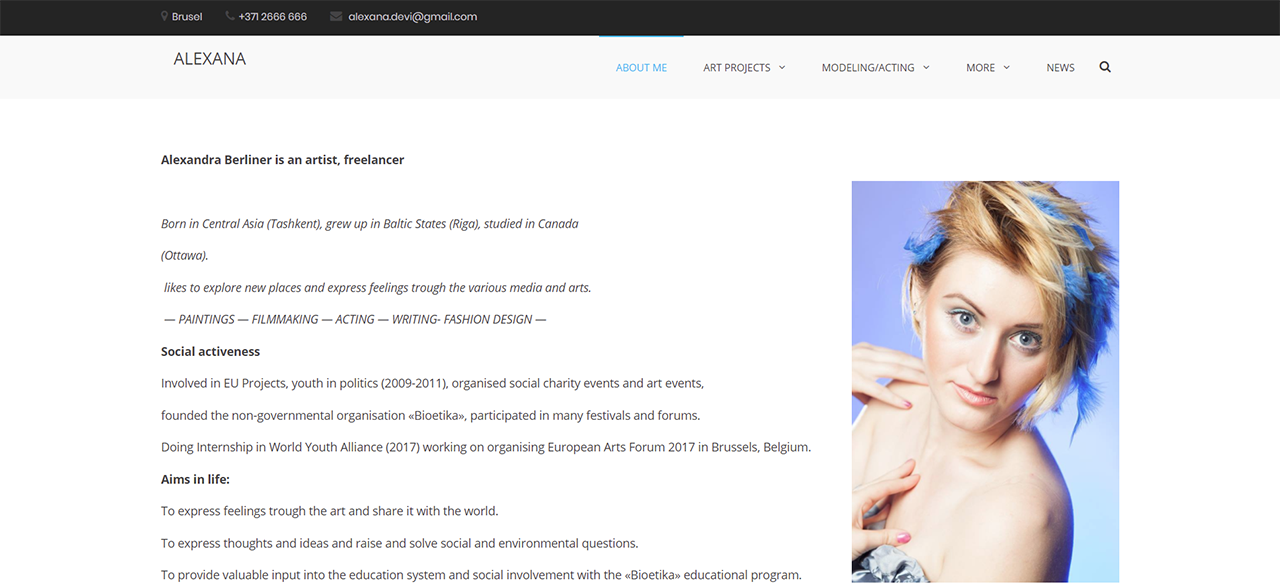 Brusel +371 2666 666 alexana.devi@gmail.com
ALEXANA
ABOUT ME ART PROJECTS MODELING/ACTING MORE NEWS
Alexandra Berliner is an artist, freelancer
Born in Central Asia (Tashkent), grew up in Baltic States (Riga), studied in Canada
(Ottawa).
likes to explore new places and express feelings trough the various media and arts.
— PAINTINGS — FILMMAKING — ACTING — WRITING- FASHION DESIGN —
Social activeness
Involved in EU Projects, youth in politics (2009-2011), organised social charity events and art events,
founded the non-governmental organisation «Bioetika», participated in many festivals and forums.
Doing Internship in World Youth Alliance (2017) working on organising European Arts Forum 2017 in Brussels, Belgium.
Aims in life:
To express feelings trough the art and share it with the world.
To express thoughts and ideas and raise and solve social and environmental questions.
To provide valuable input into the education system and social involvement with the «Bioetika» educational program.